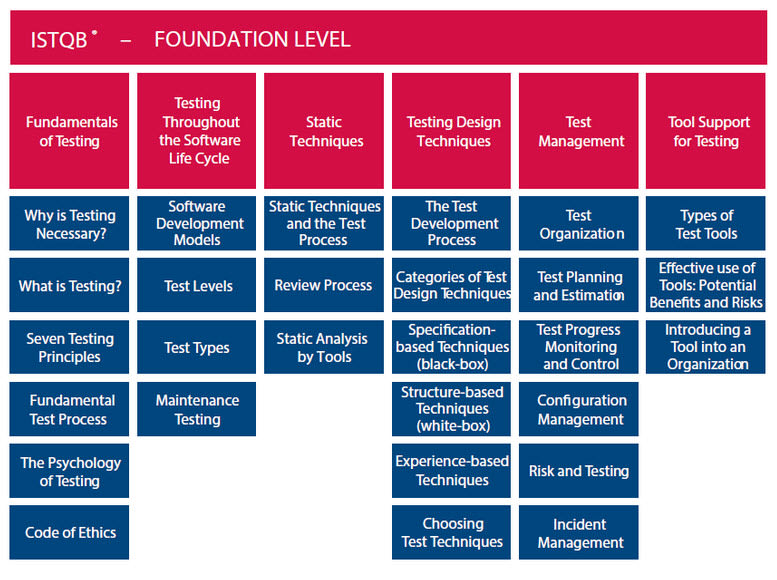 ISTQB® – FOUNDATION LEVEL
Fundamentals
of Testing
Testing
Throughout
the Software
Life Cycle
Static
Techniques
Testing Design
Techniques
Test
Management
Tool Support
for Testing
Why is Testing
Necessary?
Software
Development
Models
Static Techniques
and the Test
Process
The Test
Development
Process
Test
Organization
Types of
Test Tools
What is Testing?
Test Levels
Review Process
Categories of Test
Design Techniques
Test Planning
and Estimation
Effective use of
Tools: Potential
Benefits and Risks
Seven Testing
Principles
Test Types
Static Analysis
by Tools
Specification-
based Techniques
(black-box)
Test Progress
Monitoring
and Control
Introducing a
Tool into an
Organization
Fundamental
Test Process
Maintenance
Testing
Structure-based
Techniques
(white-box)
Configuration
Management
The Psychology
of Testing
Experience-based
Techniques
Risk and Testing
Code of Ethics
Choosing
Test Techniques
Incident
Management